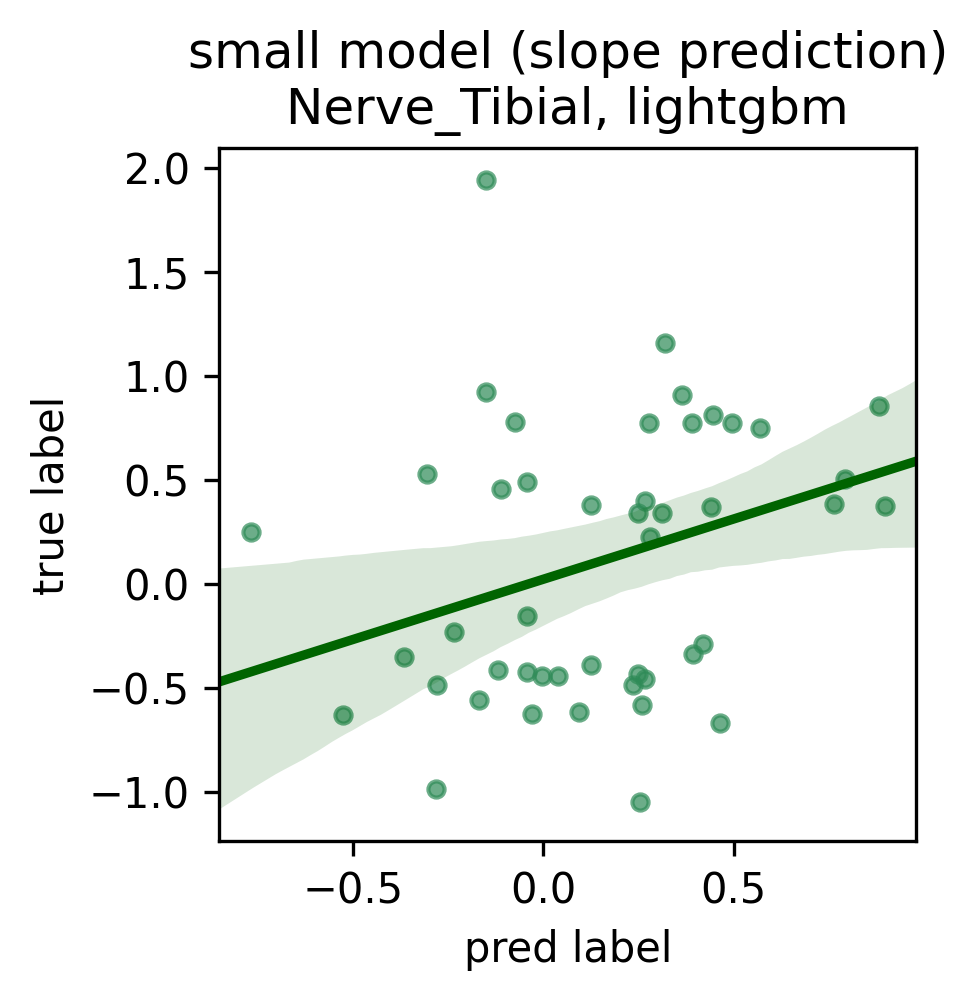 small model (slope prediction)
Nerve_Tibial, lightgbm
2.0
1.5
1.0
0.5
0.0
−0.5
−1.0
true label
−0.5 0.0 0.5
pred label